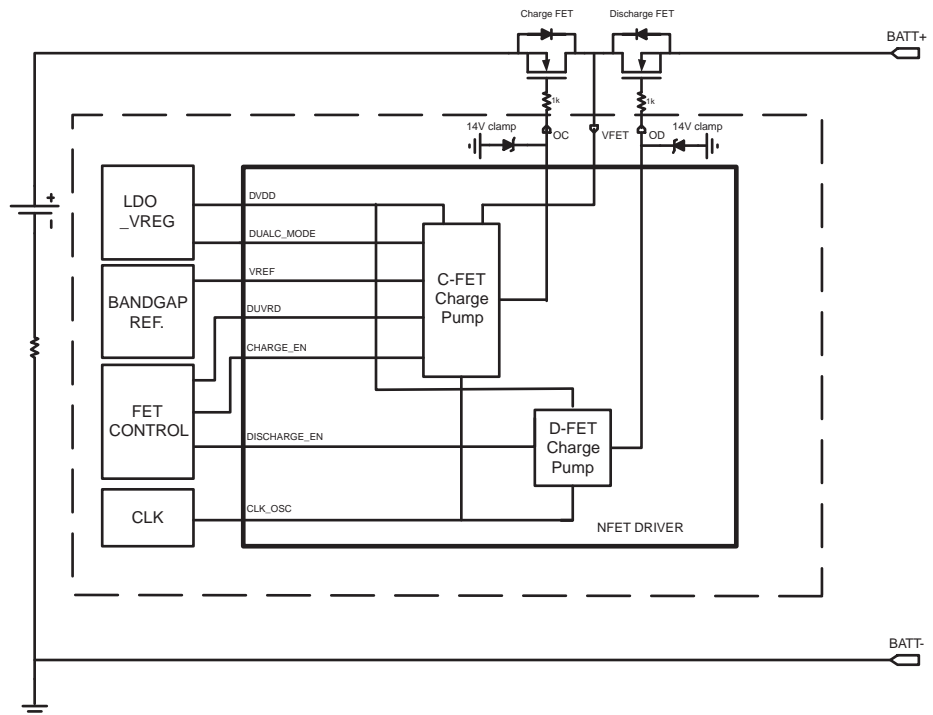 Charge FET
Discharge FET
BATT+
1k
1k
14V clamp
OC
VFET
OD
14V clamp
+
LDO
_VREG
DVDD
DUALC_MODE
BANDGAP
REF.
VREF
DUVRD
C-FET
Charge
Pump
CHARGE_EN
FET
CONTROL
DISCHARGE_EN
D-FET
Charge
Pump
CLK
CLK_OSC
NFET DRIVER
BATT-